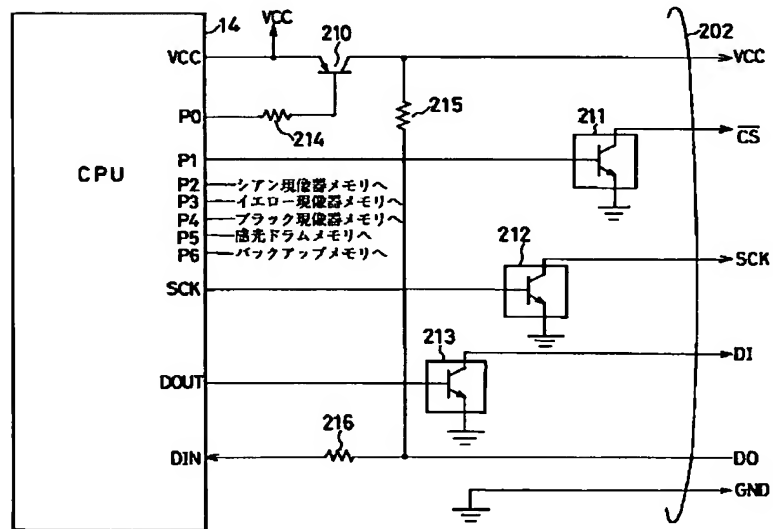 14
VCC
210
202
VCC
VCC
215
P0
214
211
CS
P1
CPU
P2 シアン現像器メモリへ
P3 イエロー現像器メモリへ
P4 ブラック現像器メモリへ
P5 感光ドラムメモリへ
P6 バックアップメモリへ
212
SCK
SCK
213
DI
DOUT
216
DIN
DO
GND